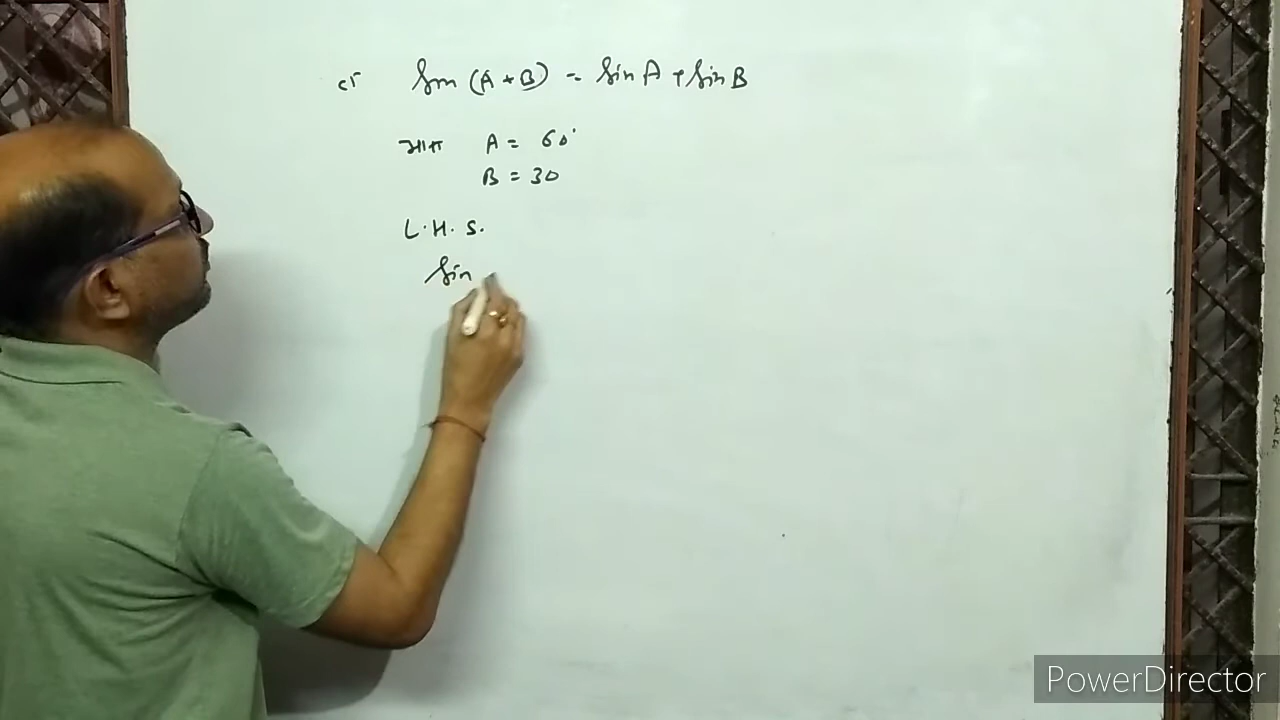 sin (A + B) = sin A + sin B
माना A = 60°
B = 30
L.H.S.
sin
PowerDirector